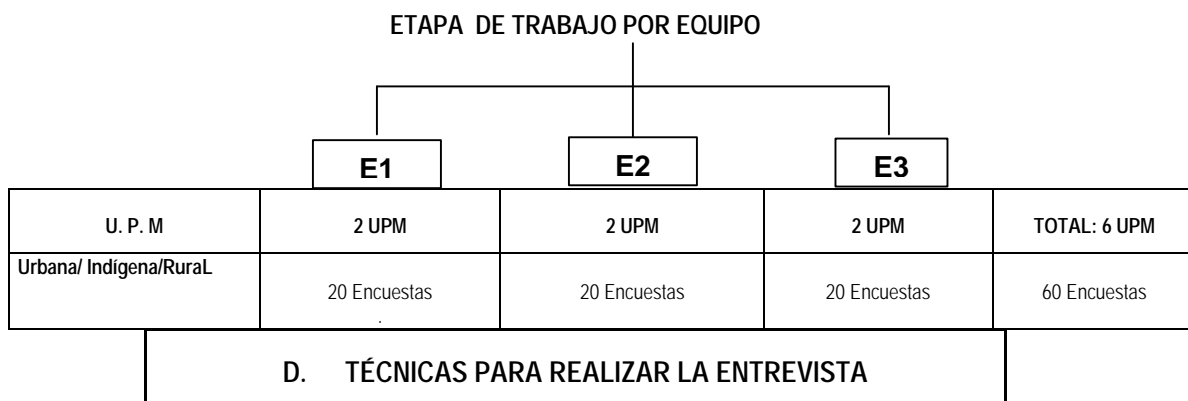 ETAPA DE TRABAJO POR EQUIPO
E1 E2 E3
U. P. M 2 UPM 2 UPM 2 UPM TOTAL: 6 UPM
Urbana/ Indígena/RuraL
20 Encuestas 20 Encuestas 20 Encuestas 60 Encuestas
.
D. TÉCNICAS PARA REALIZAR LA ENTREVISTA